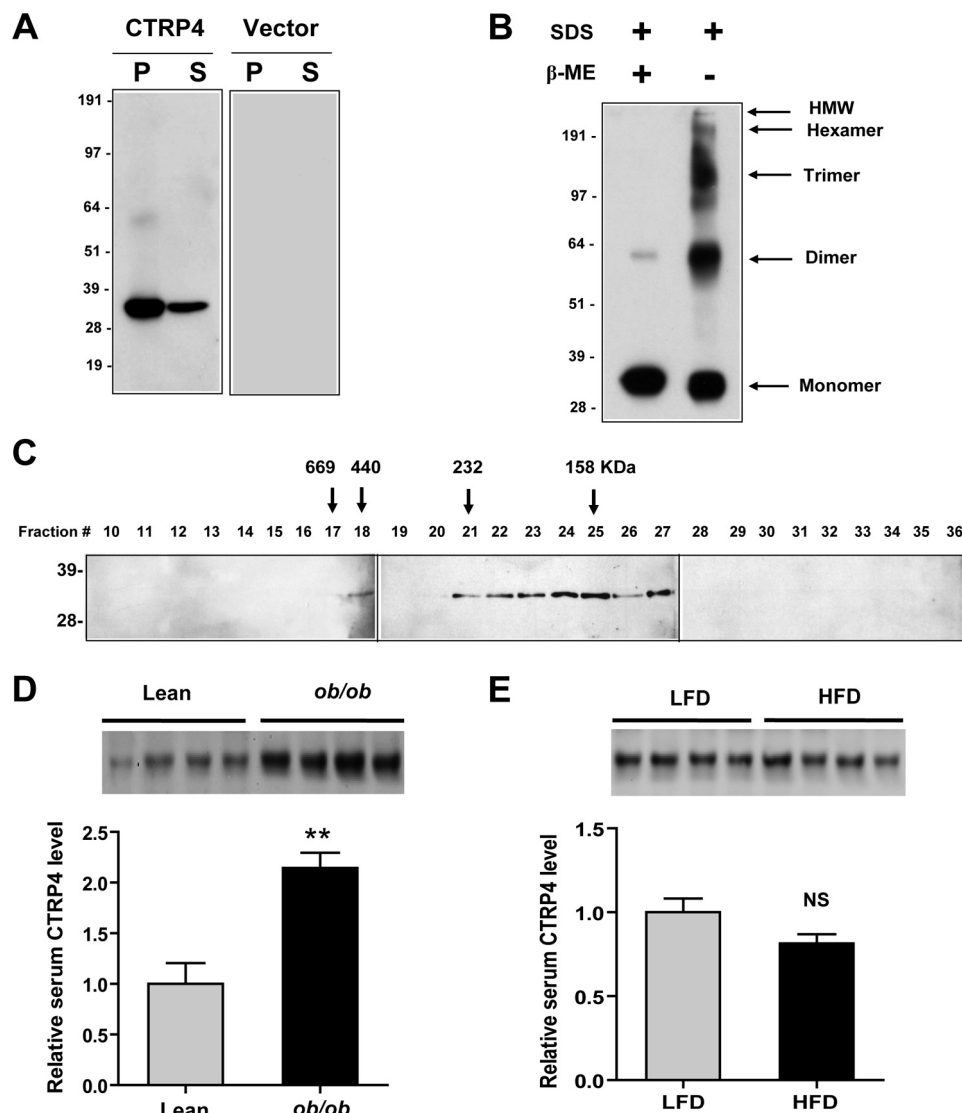 A
CTRP4 Vector
P S P S
191 -
97 -
64 -
51 -
39 -
28 -
19 -
B
SDS + +
β-ME + -
191 -
97 -
64 -
51 -
39 -
28 -
HMW
Hexamer
Trimer
Dimer
Monomer
C
669 440 232 158 KDa
Fraction # 10 11 12 13 14 15 16 17 18 19 20 21 22 23 24 25 26 27 28 29 30 31 32 33 34 35 36
39-
28-
D
Lean ob/ob
Relative serum CTRP4 level
2.5
2.0
1.5
1.0
0.5
0.0
**
Lean ob/ob
E
LFD HFD
Relative serum CTRP4 level
1.5
1.0
0.5
0.0
NS
LFD HFD